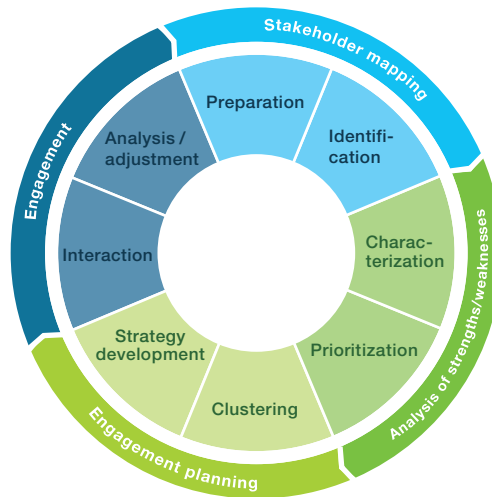 Stakeholder mapping
Preparation
Identifi-
cation
Analysis of strengths/weaknesses
Charac-
terization
Prioritization
Engagement planning
Clustering
Strategy
development
Engagement
Interaction
Analysis /
adjustment